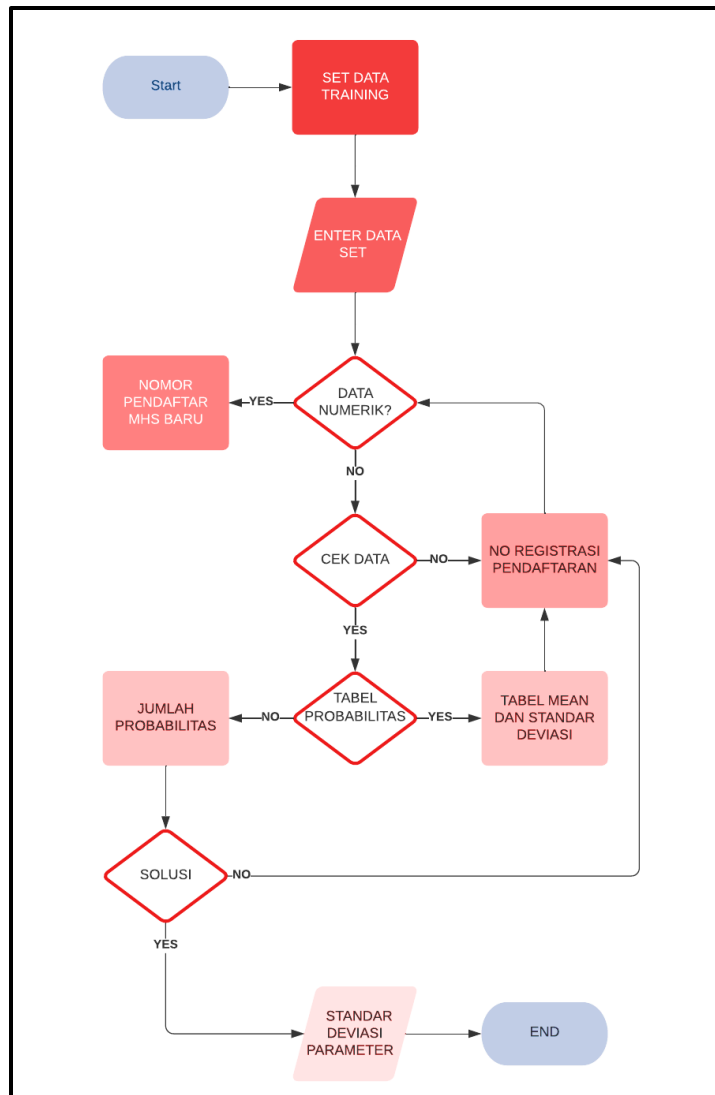 Start
SET DATA
TRAINING
ENTER DATA
SET
NOMOR
PENDAFTAR
MHS BARU
YES
DATA
NUMERIK?
NO
CEK DATA
NO
NO REGISTRASI
PENDAFTARAN
YES
JUMLAH
PROBABILITAS
NO
TABEL
PROBABILITAS
YES
TABEL MEAN
DAN STANDAR
DEVIASI
SOLUSI
NO
YES
STANDAR
DEVIASI
PARAMETER
END